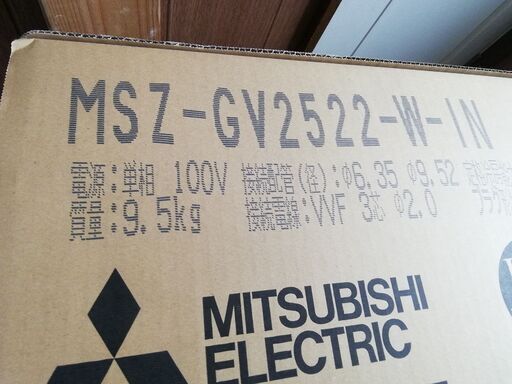 MSZ-GV2522-W-IN
電源:単相 100V 接続配管(径):Φ6.35 Φ9.52
質量:9.5kg 接続電線:VVF 3芯 Φ2.0
MITSUBISHI
ELECTRIC